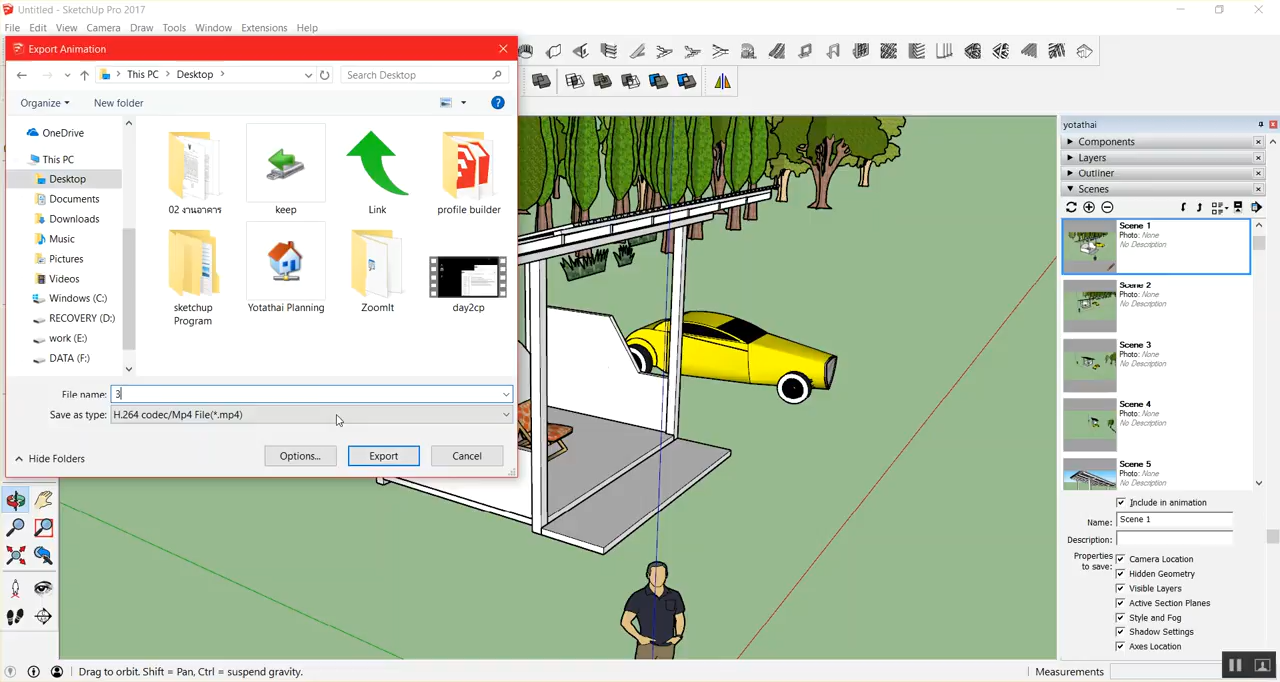 Untitled - SketchUp Pro 2017
File Edit View Camera Draw Tools Window Extensions Help
Export Animation
This PC > Desktop >
Search Desktop
Organize
New folder
OneDrive
This PC
Desktop
Documents
Downloads
Music
Pictures
Videos
Windows (C:)
RECOVERY (D:)
work (E:)
DATA (F:)
02 งานอาคาร
keep
Link
profile builder
sketchup Program
Yotathai Planning
ZoomIt
day2cp
File name: 3
Save as type: H.264 codec/Mp4 File(*.mp4)
Hide Folders
Options...
Export
Cancel
yotathai
Components
Layers
Outliner
Scenes
Scene 1
Photo: None
No Description
Scene 2
Photo: None
No Description
Scene 3
Photo: None
No Description
Scene 4
Photo: None
No Description
Scene 5
Photo: None
No Description
Include in animation
Name: Scene 1
Description:
Properties to save:
Camera Location
Hidden Geometry
Visible Layers
Active Section Planes
Style and Fog
Shadow Settings
Axes Location
Drag to orbit. Shift = Pan, Ctrl = suspend gravity.
Measurements